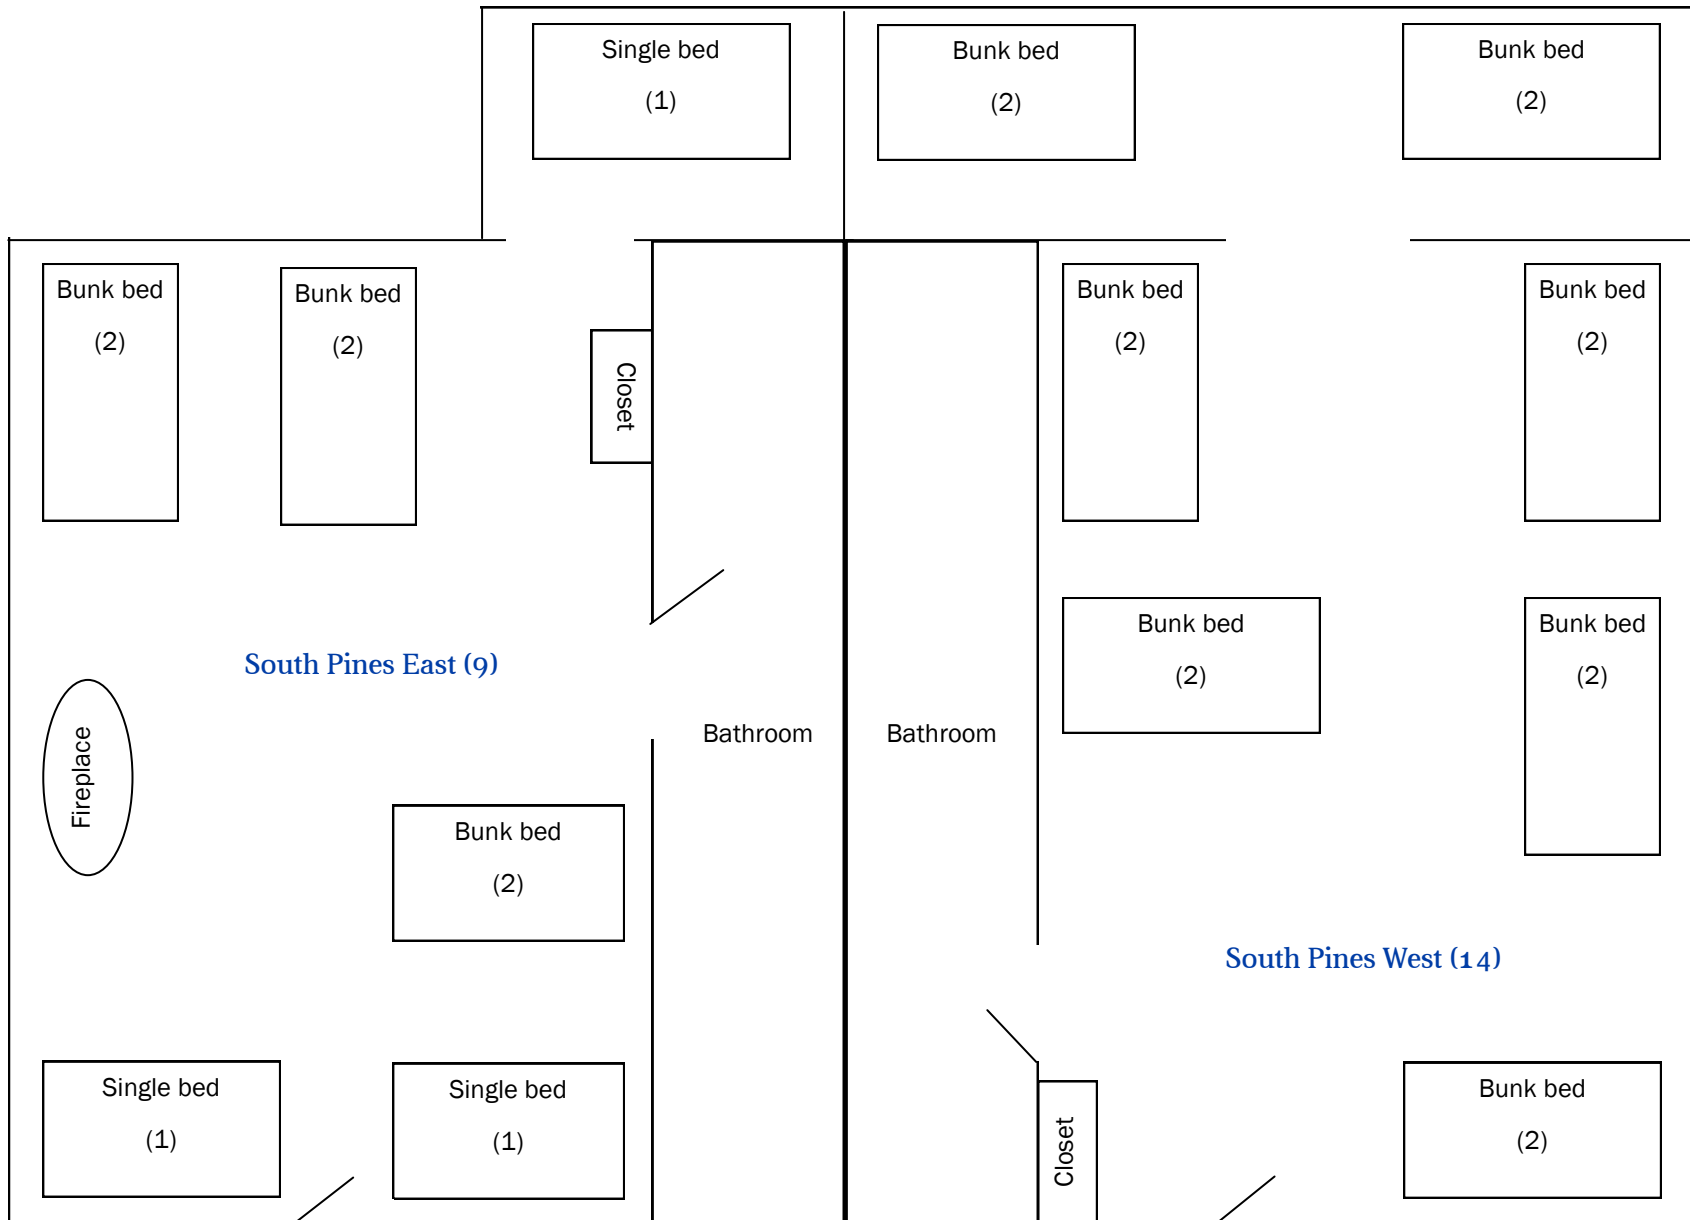 Single bed
(1)
Bunk bed
(2)
Bunk bed
(2)
Bunk bed
(2)
Bunk bed
(2)
Closet
Bunk bed
(2)
Bunk bed
(2)
South Pines East (9)
Bunk bed
(2)
Bunk bed
(2)
Fireplace
Bathroom
Bathroom
Bunk bed
(2)
South Pines West (14)
Single bed
(1)
Single bed
(1)
Closet
Bunk bed
(2)